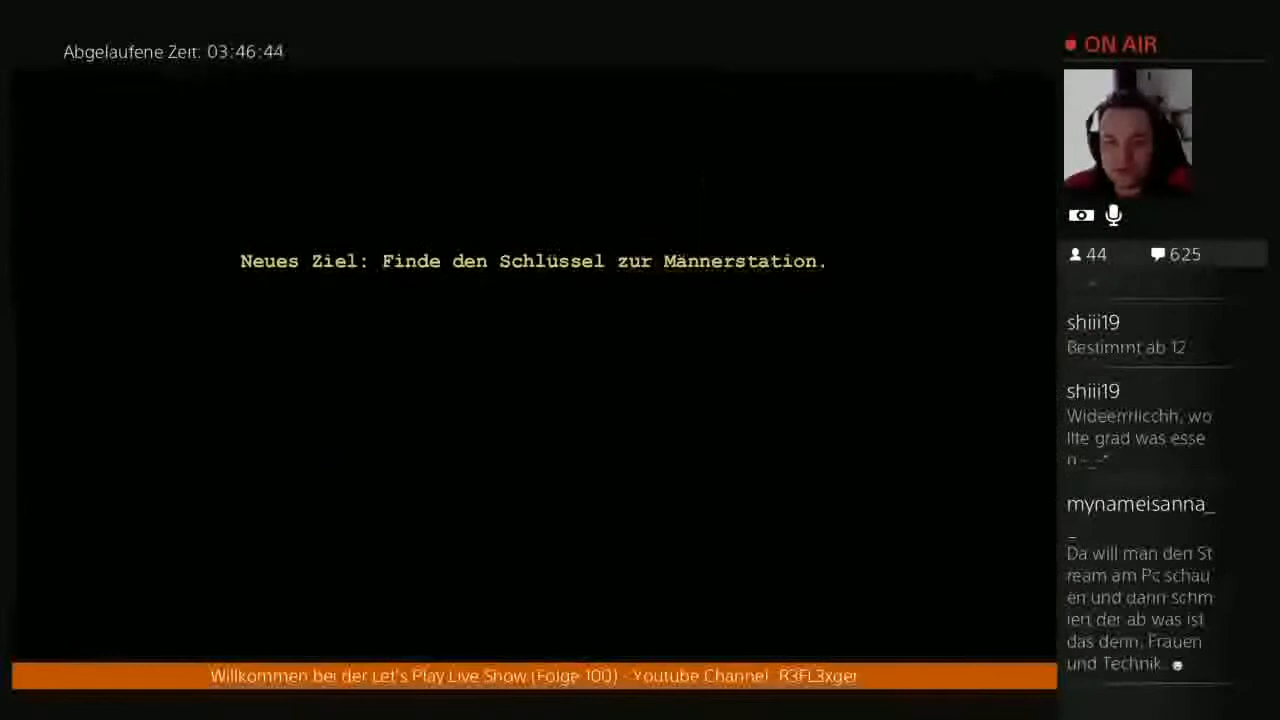 Abgelaufene Zeit: 03:46:44
ON AIR
Neues Ziel: Finde den Schlüssel zur Männerstation.
44 625
shiii19
Bestimmt ab 12
shiii19
Wideerrrliicchh, wo
llte grad was esse
n -_-"
mynameisanna_
_
Da will man den St
ream am Pc schau
en und dann schm
iert der ab was ist
das denn. Frauen
und Technik.
Willkommen bei der Let's Play Live Show (Folge 100) - Youtube Channel: R3FL3xger